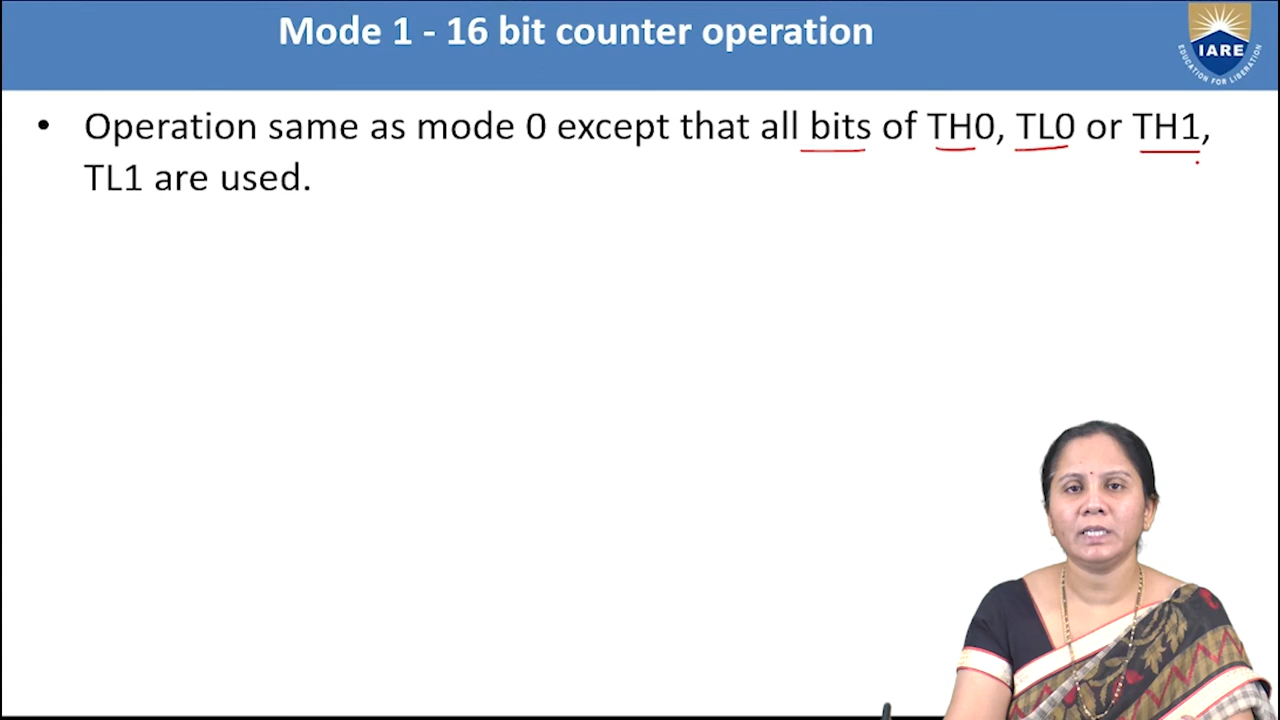 Mode 1 - 16 bit counter operation
IARE
EDUCATION FOR LIBERATION
• Operation same as mode 0 except that all bits of TH0, TL0 or TH1,
TL1 are used.